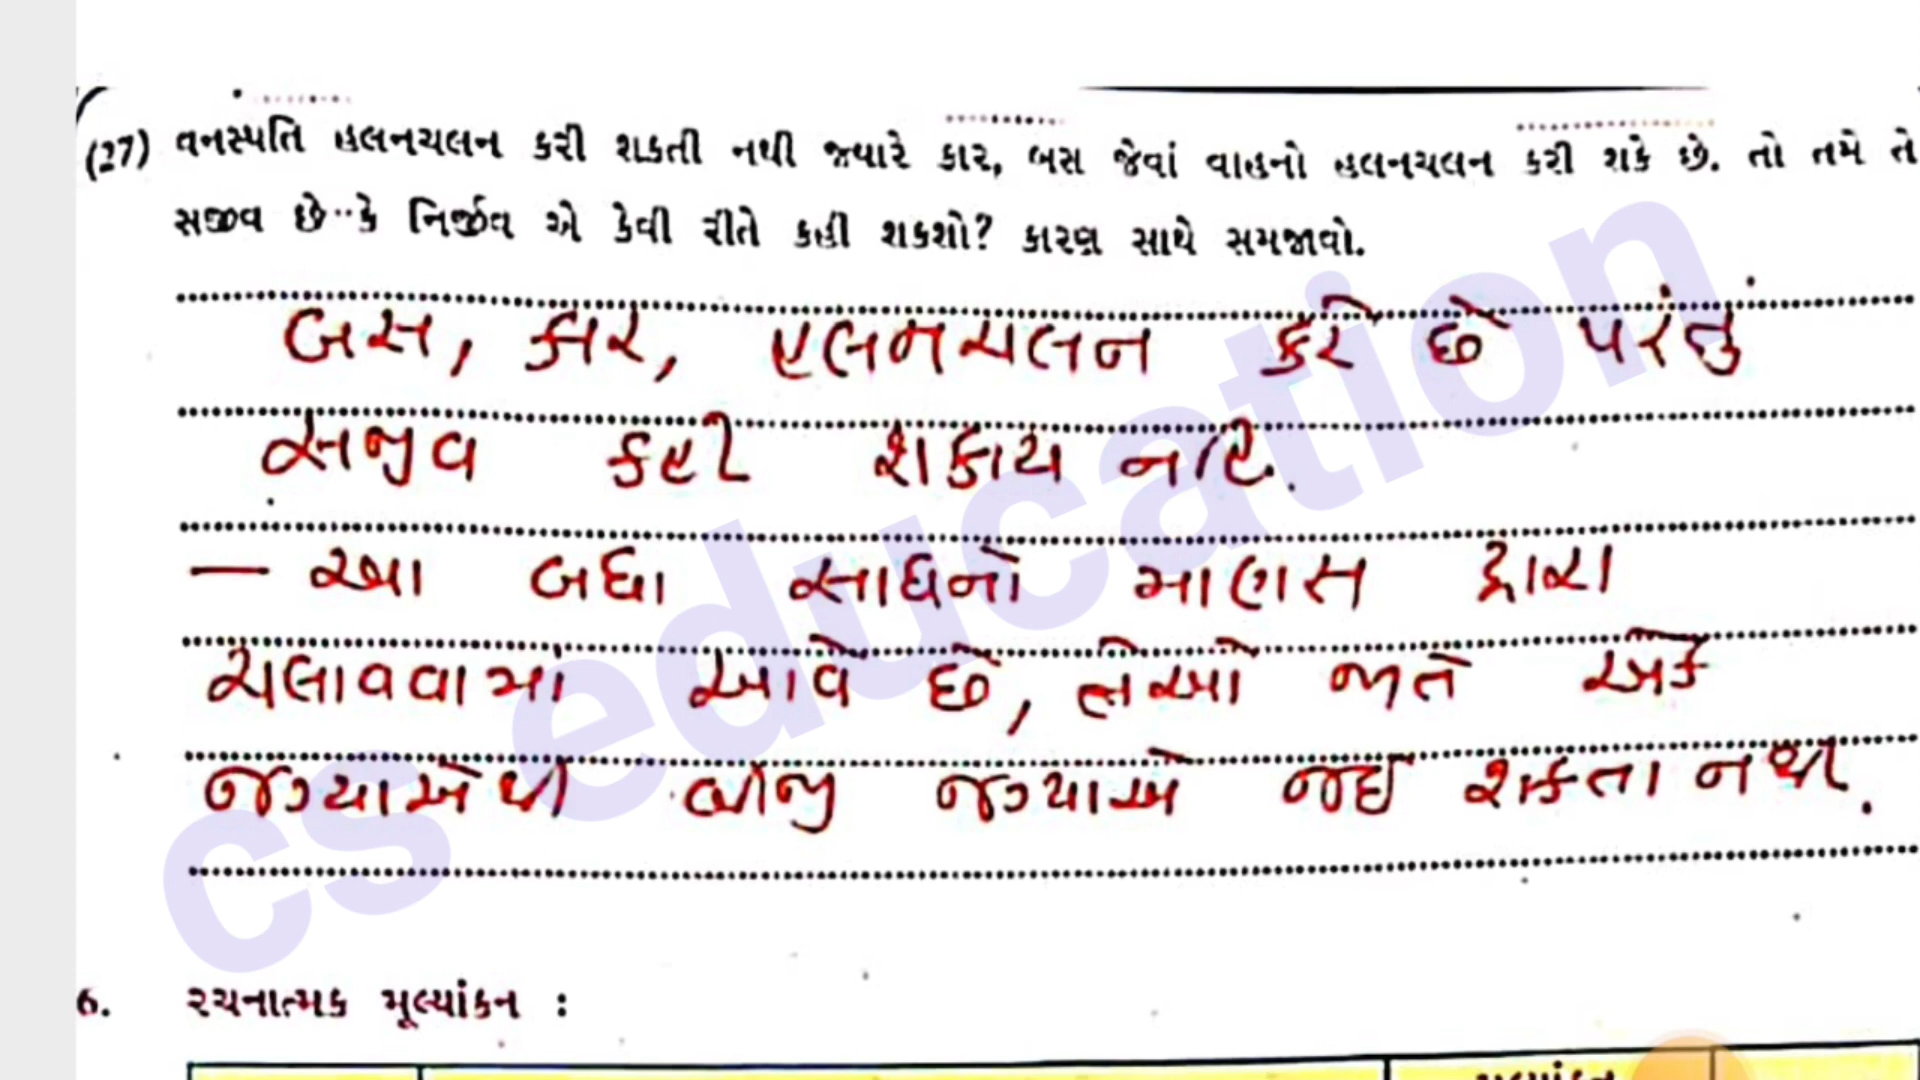 (27) વનસ્પતિ હલનચલન કરી શકતી નથી જ્યારે કાર, બસ જેવાં વાહનો હલનચલન કરી શકે છે. તો તમે તે
સજીવ છે કે નિર્જીવ એ કેવી રીતે કહી શકશો? કારણ સાથે સમજાવો.
બસ, કાર, હલનચલન કરે છે પરંતુ
સજીવ કહી શકાય નહિ.
– આ બધા સાધનો માણસ દ્વારા
ચલાવવામાં આવે છે, તેઓ જાતે એક
જગ્યાએથી બીજી જગ્યાએ જઈ શકતા નથી.
cs education
6. રચનાત્મક મૂલ્યાંકન :